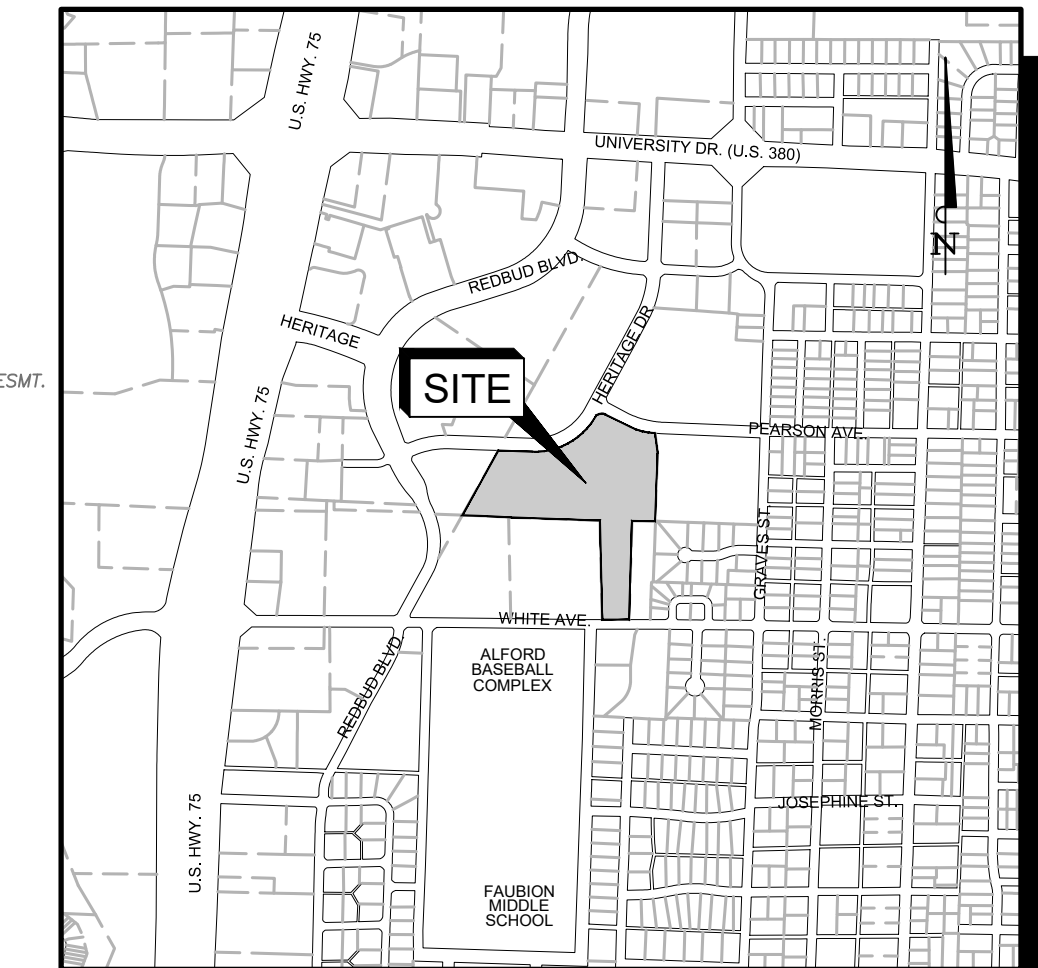 U.S. HWY. 75
UNIVERSITY DR. (U.S. 380)
N
REDBUD BLVD.
HERITAGE
HERITAGE DR.
ESMT.
SITE
U.S. HWY. 75
PEARSON AVE.
GRAVES ST.
WHITE AVE.
ALFORD
BASEBALL
COMPLEX
REDBUD BLVD.
MORRIS ST.
U.S. HWY. 75
JOSEPHINE ST.
FAUBION
MIDDLE
SCHOOL